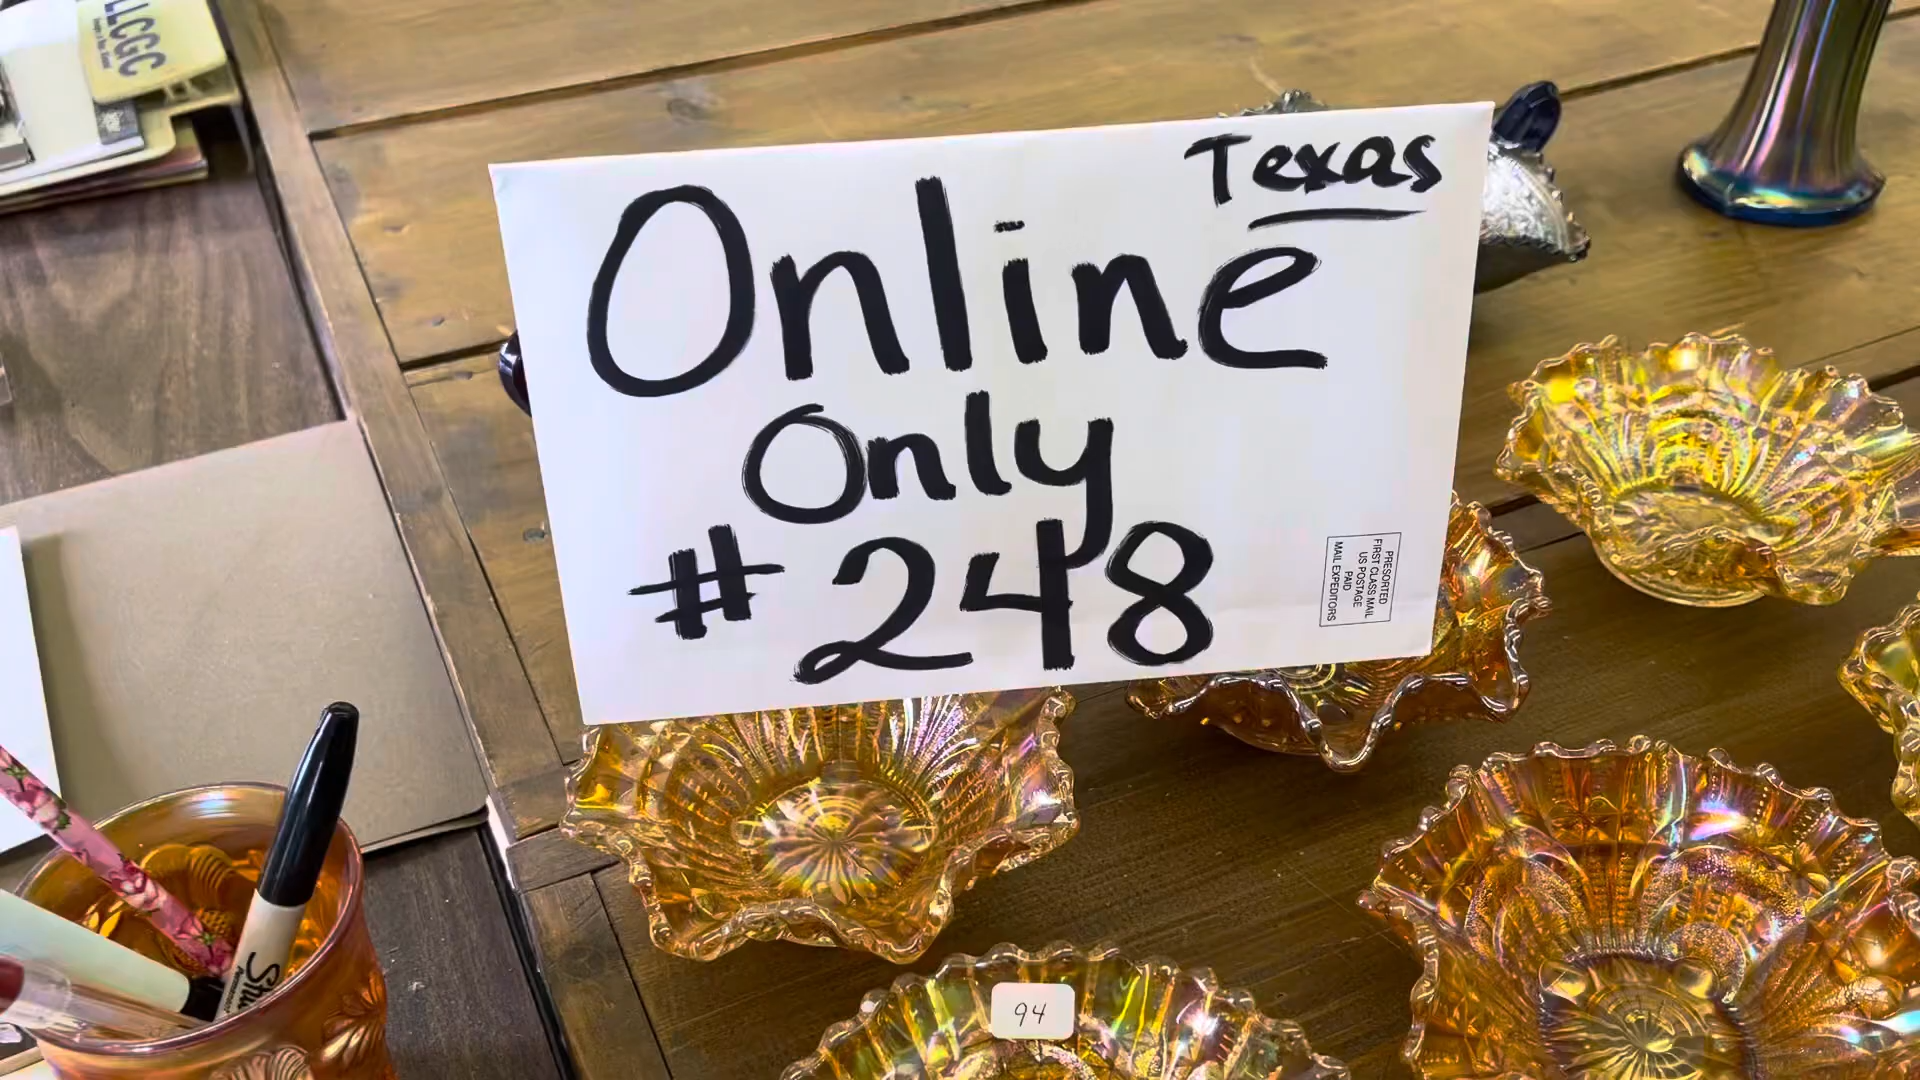 LLCGC
Texas
Online
Only
# 248
PRESORTED
FIRST CLASS MAIL
US POSTAGE
PAID
MAIL EXPEDITORS
94